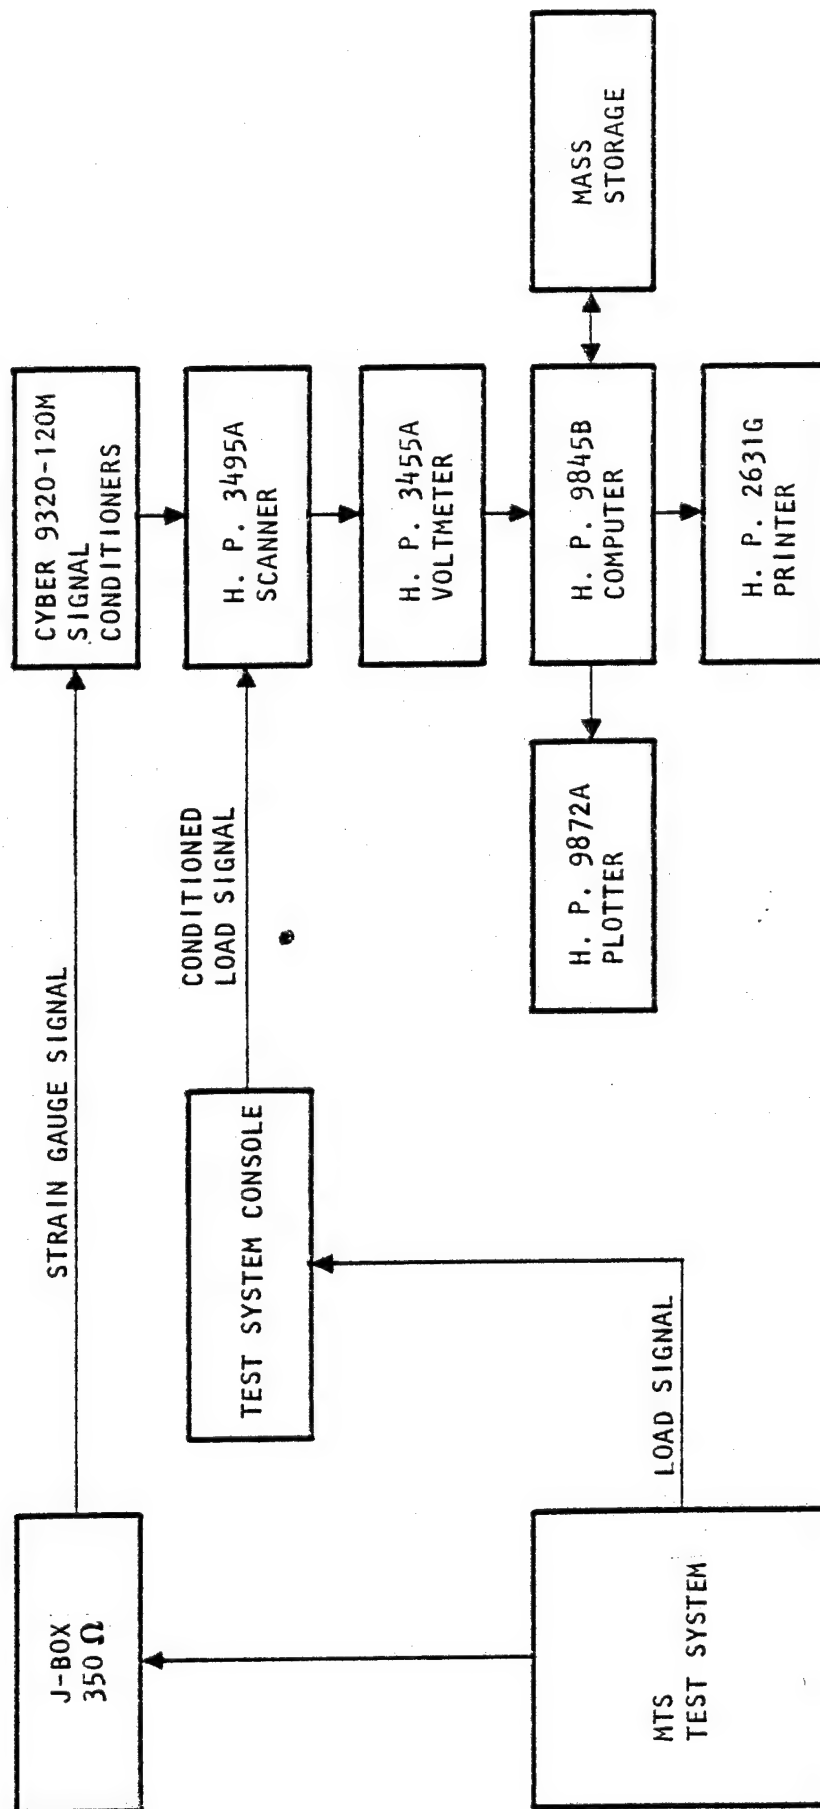 J-BOX
350 Ω
STRAIN GAUGE SIGNAL
CYBER 9320-120M
SIGNAL
CONDITIONERS
TEST SYSTEM CONSOLE
CONDITIONED
LOAD SIGNAL
H. P. 3495A
SCANNER
H. P. 3455A
VOLTMETER
MTS
TEST SYSTEM
LOAD SIGNAL
H. P. 9872A
PLOTTER
H. P. 9845B
COMPUTER
MASS
STORAGE
H. P. 2631G
PRINTER